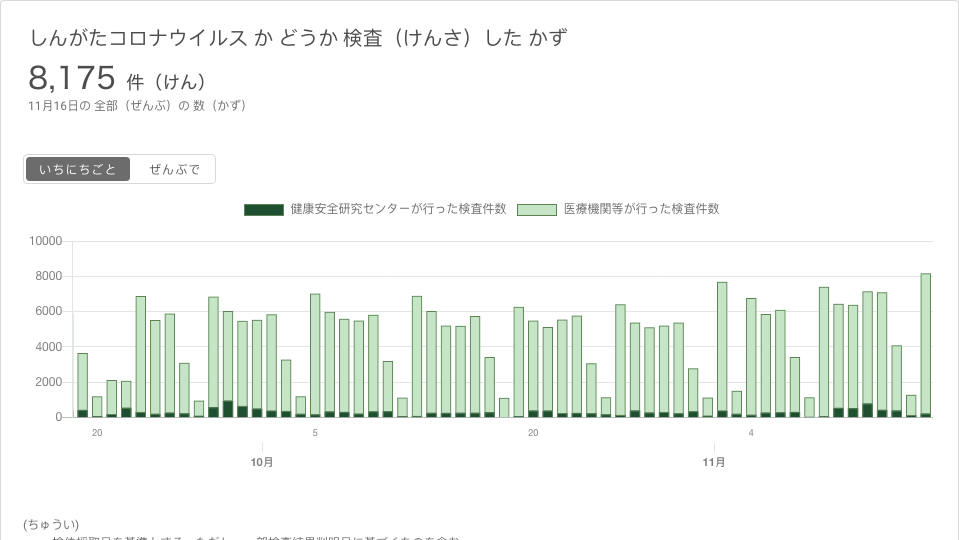 しんがたコロナウイルス か どうか 検査（けんさ）した かず
8,175 件（けん）
11月16日の 全部（ぜんぶ）の 数（かず）
いちにちごと ぜんぶで
健康安全研究センターが行った検査件数 医療機関等が行った検査件数
10000
8000
6000
4000
2000
0
20 5 20 4
10月 11月
(ちゅうい)